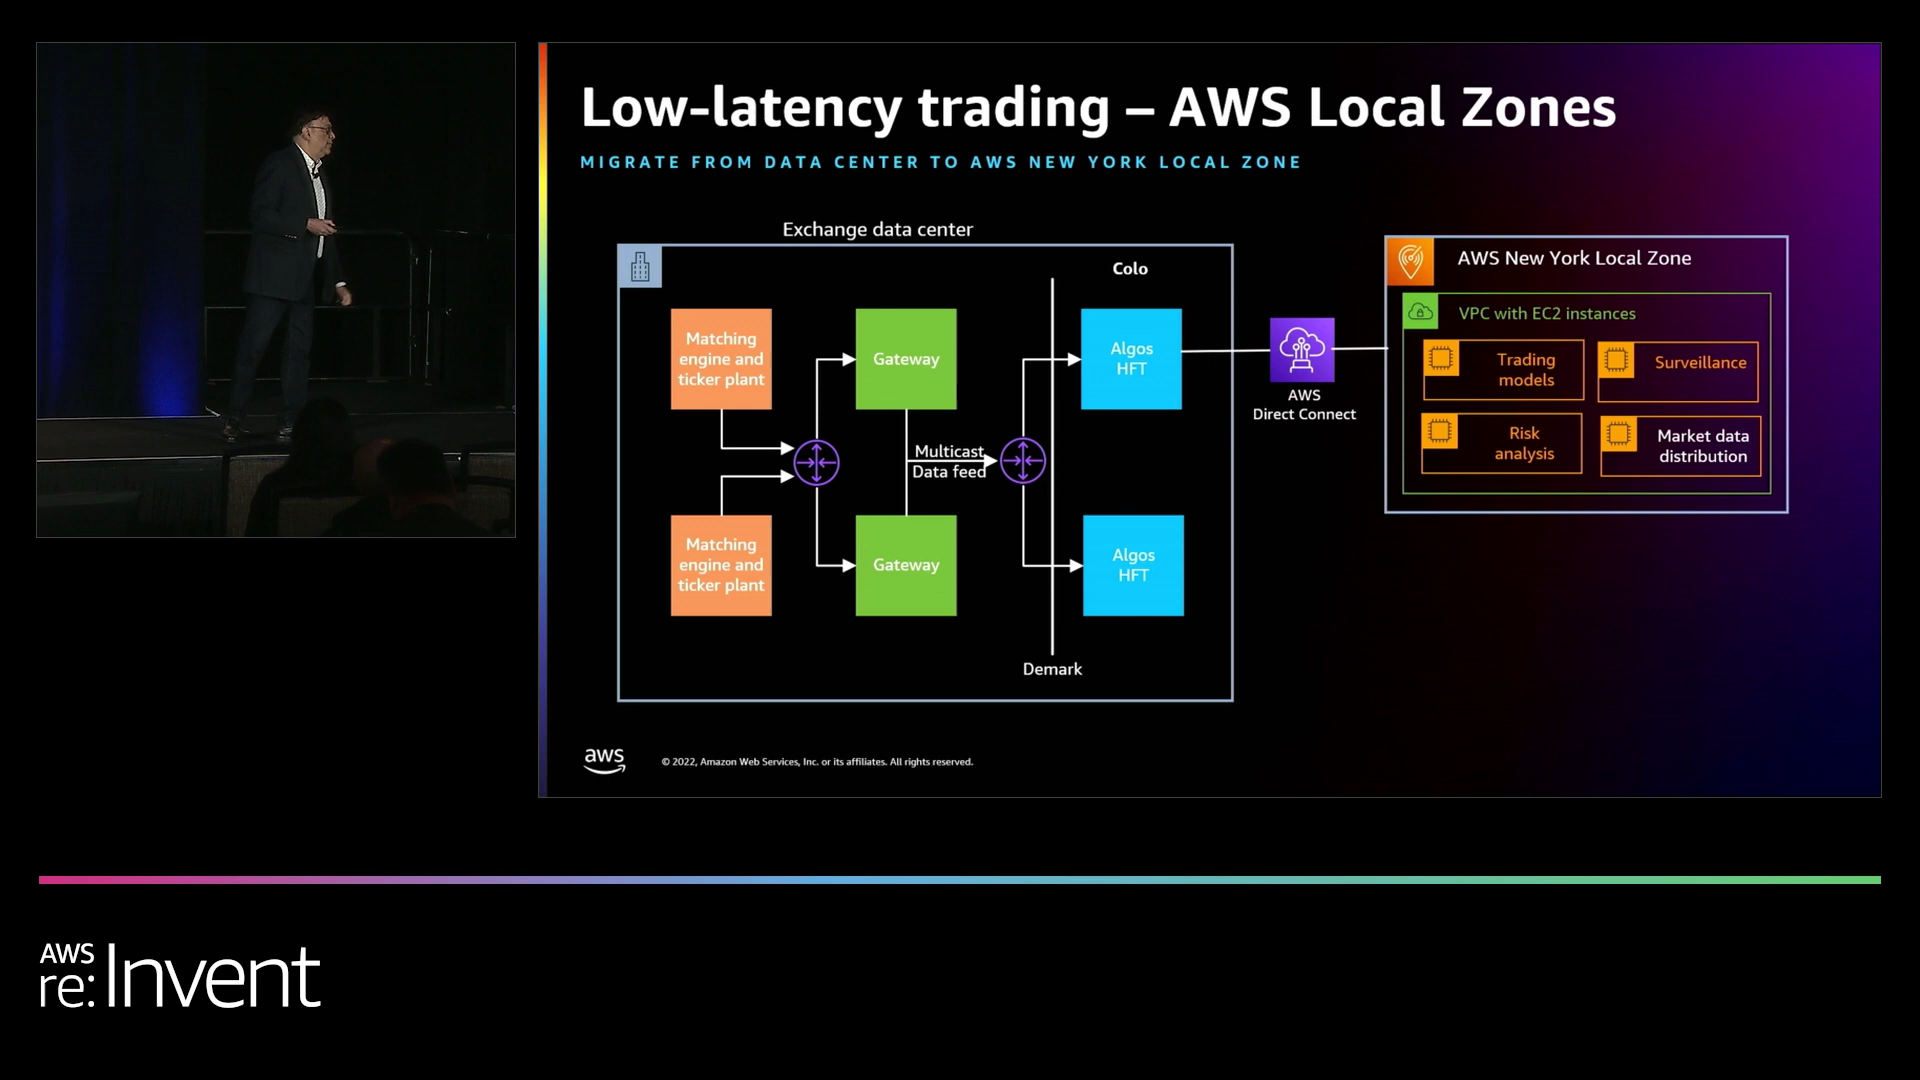 Low-latency trading – AWS Local Zones
MIGRATE FROM DATA CENTER TO AWS NEW YORK LOCAL ZONE
Exchange data center
Colo
Matching
engine and
ticker plant
Gateway
Algos
HFT
Multicast
Data feed
Matching
engine and
ticker plant
Gateway
Algos
HFT
Demark
AWS
Direct Connect
AWS New York Local Zone
VPC with EC2 instances
Trading
models
Surveillance
Risk
analysis
Market data
distribution
aws
© 2022, Amazon Web Services, Inc. or its affiliates. All rights reserved.
AWS
re:Invent